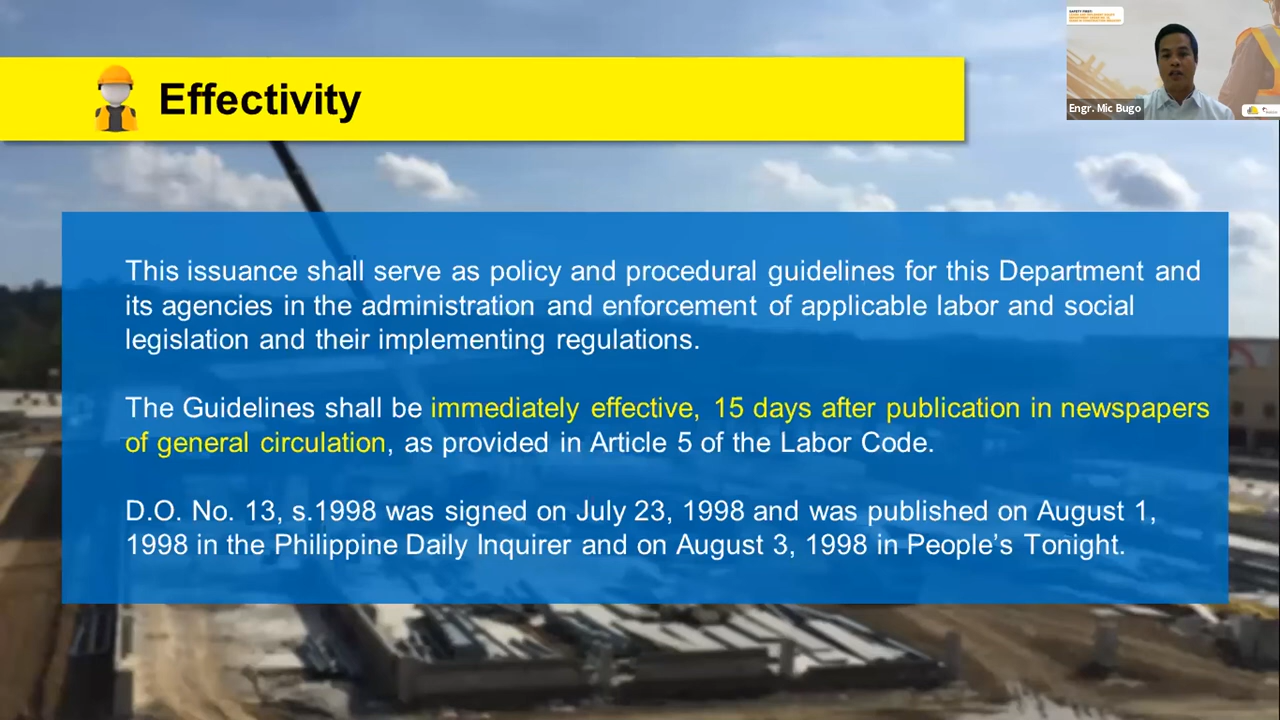 Effectivity
Engr. Mic Bugo
This issuance shall serve as policy and procedural guidelines for this Department and
its agencies in the administration and enforcement of applicable labor and social
legislation and their implementing regulations.
The Guidelines shall be immediately effective, 15 days after publication in newspapers
of general circulation, as provided in Article 5 of the Labor Code.
D.O. No. 13, s.1998 was signed on July 23, 1998 and was published on August 1,
1998 in the Philippine Daily Inquirer and on August 3, 1998 in People’s Tonight.